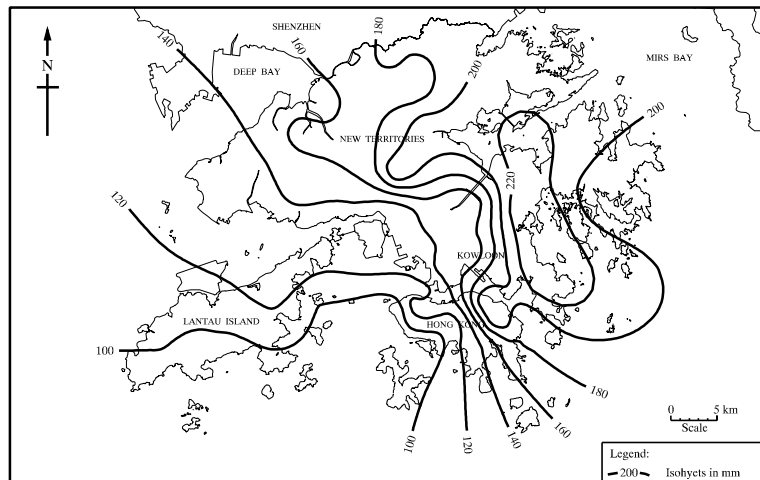 SHENZHEN
180
140
160
N
DEEP BAY
MIRS BAY
200
200
NEW TERRITORIES
220
120
KOWLOON
LANTAU ISLAND
HONG KONG
100
180
160
140
120
100
0 5 km
Scale
Legend:
200 Isohyets in mm